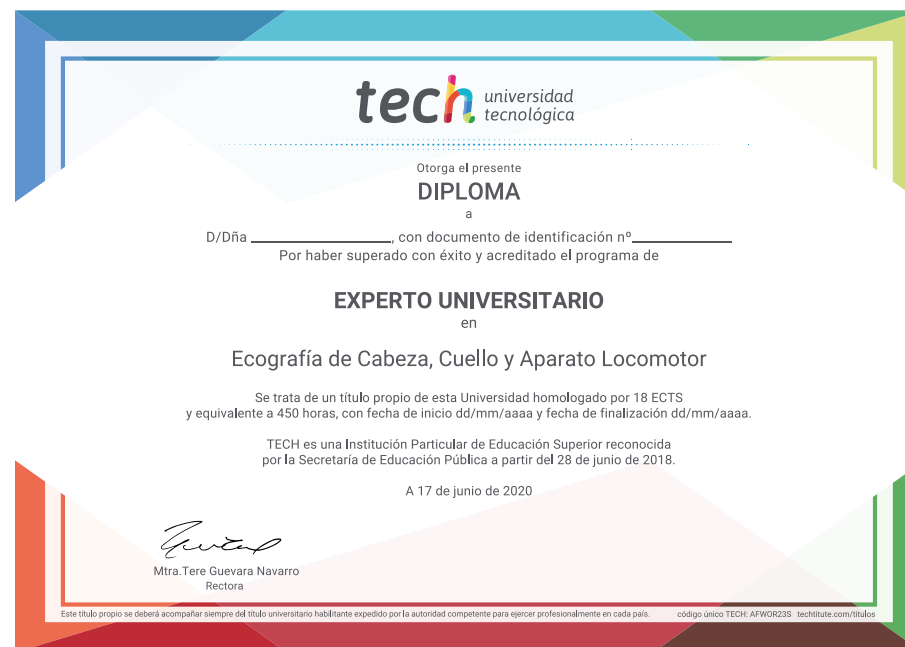 tech universidad
tecnológica
Otorga el presente
DIPLOMA
a
D/Dña ____________________, con documento de identificación nº______________
Por haber superado con éxito y acreditado el programa de
EXPERTO UNIVERSITARIO
en
Ecografía de Cabeza, Cuello y Aparato Locomotor
Se trata de un título propio de esta Universidad homologado por 18 ECTS
y equivalente a 450 horas, con fecha de inicio dd/mm/aaaa y fecha de finalización dd/mm/aaaa.
TECH es una Institución Particular de Educación Superior reconocida
por la Secretaría de Educación Pública a partir del 28 de junio de 2018.
A 17 de junio de 2020
Mtra.Tere Guevara Navarro
Rectora
Este título propio se deberá acompañar siempre del título universitario habilitante expedido por la autoridad competente para ejercer profesionalmente en cada país. código único TECH: AFWOR23S techtitute.com/titulos